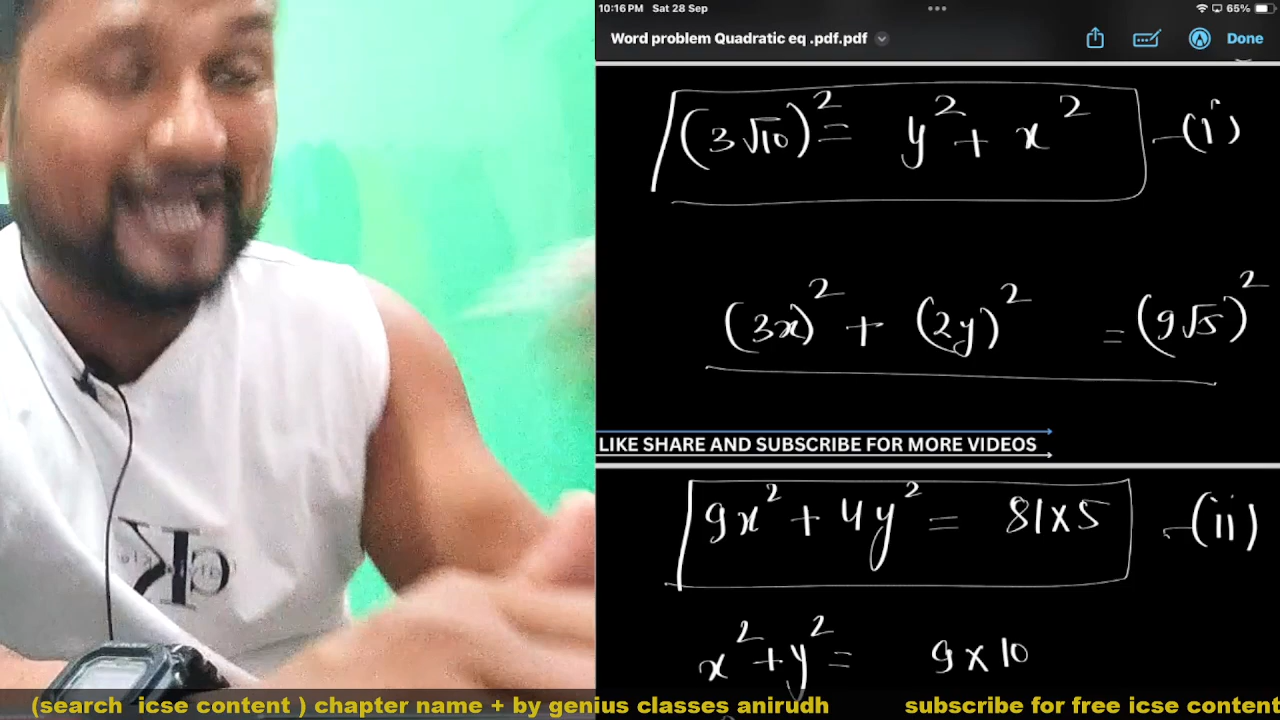 10:16 PM Sat 28 Sep 65%
Word problem Quadratic eq .pdf.pdf Done
(3√10)² = y² + x² —(i)
(3x)² + (2y)² = (9√5)²
LIKE SHARE AND SUBSCRIBE FOR MORE VIDEOS
9x² + 4y² = 81×5 —(ii)
x² + y² = 9×10
CK
(search icse content ) chapter name + by genius classes anirudh subscribe for free icse content